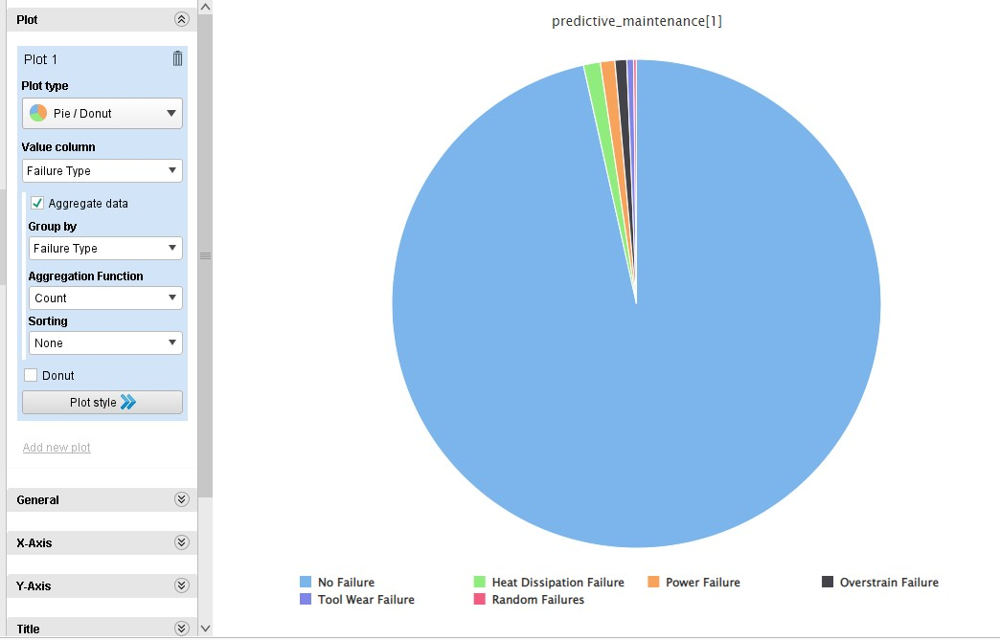 Plot
Plot 1
Plot type
Pie / Donut
Value column
Failure Type
Aggregate data
Group by
Failure Type
Aggregation Function
Count
Sorting
None
Donut
Plot style
Add new plot
General
X-Axis
Y-Axis
Title
predictive_maintenance[1]
No Failure Heat Dissipation Failure Power Failure Overstrain Failure
Tool Wear Failure Random Failures